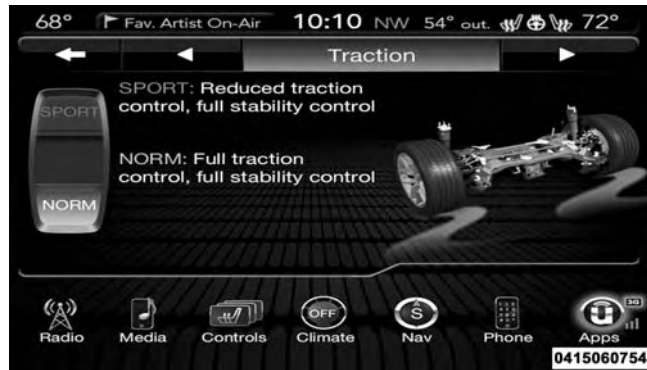 68° Fav. Artist On-Air 10:10 NW 54° out. 72°
Traction
SPORT: Reduced traction
control, full stability control
SPORT
NORM: Full traction
control, full stability control
NORM
OFF S 3G
Radio Media Controls Climate Nav Phone Apps
0415060754